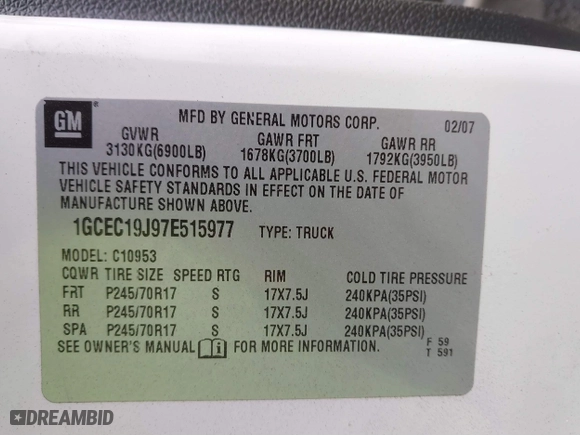 GM
MFD BY GENERAL MOTORS CORP. 02/07
GVWR GAWR FRT GAWR RR
3130KG(6900LB) 1678KG(3700LB) 1792KG(3950LB)
THIS VEHICLE CONFORMS TO ALL APPLICABLE U.S. FEDERAL MOTOR
VEHICLE SAFETY STANDARDS IN EFFECT ON THE DATE OF
MANUFACTURE SHOWN ABOVE.
1GCEC19J97E515977 TYPE: TRUCK
MODEL: C10953
CQWR TIRE SIZE SPEED RTG RIM COLD TIRE PRESSURE
FRT P245/70R17 S 17X7.5J 240KPA(35PSI)
RR P245/70R17 S 17X7.5J 240KPA(35PSI)
SPA P245/70R17 S 17X7.5J 240KPA(35PSI)
SEE OWNER'S MANUAL FOR MORE INFORMATION. F 59
T 591
DREAMBID